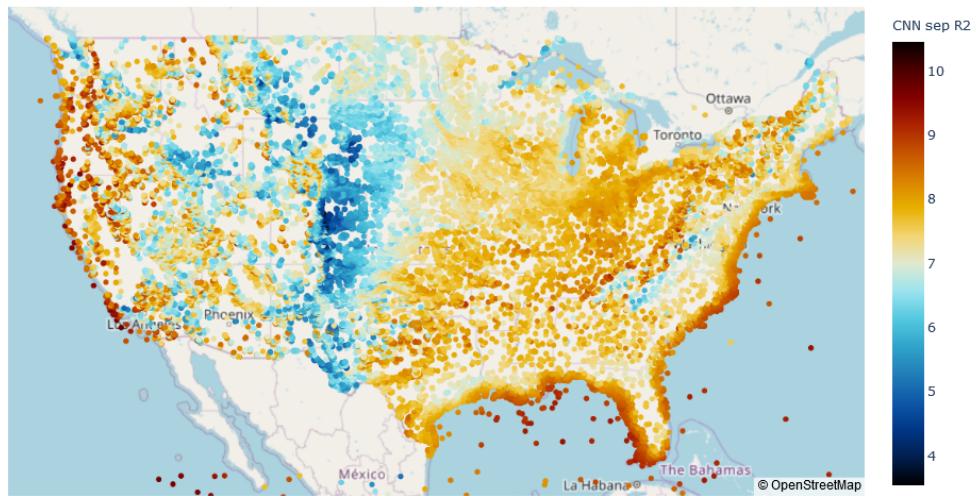 CNN sep R2
10
9
8
7
6
5
4
Ottawa
Toronto
New York
Los Angeles
Phoenix
México
La Habana
The Bahamas
© OpenStreetMap